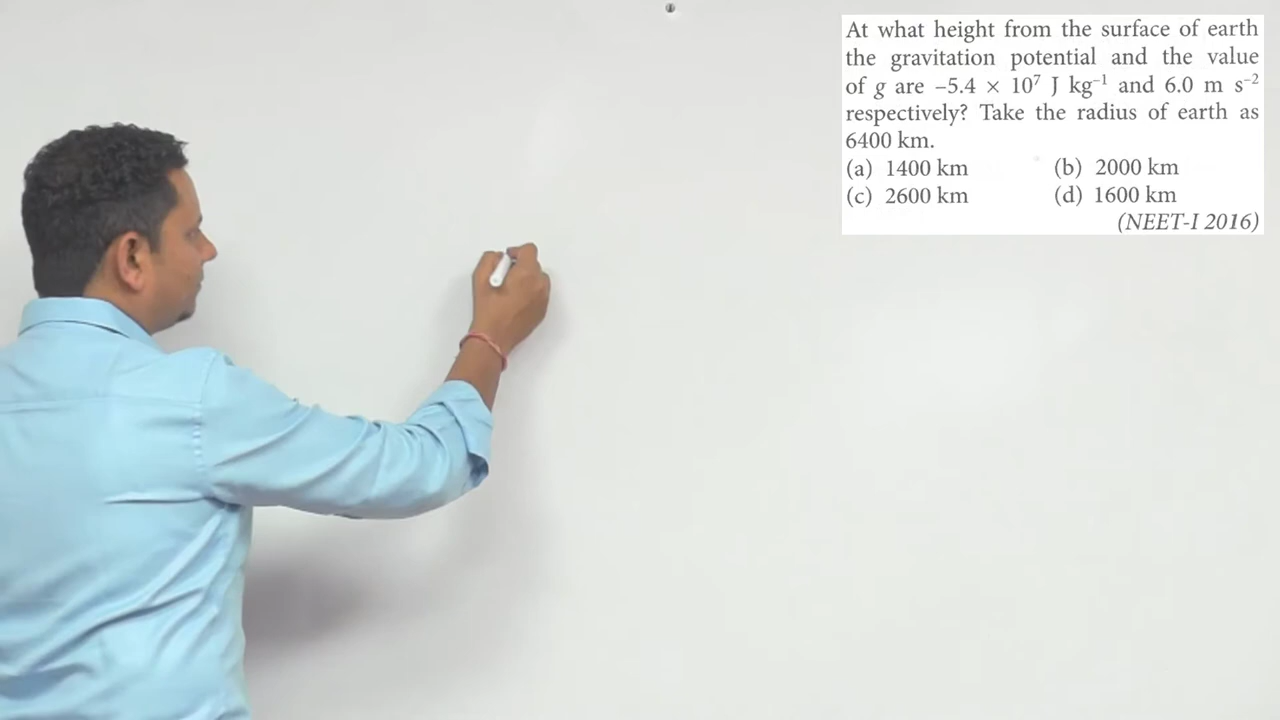 At what height from the surface of earth
the gravitation potential and the value
of g are –5.4 × 10⁷ J kg⁻¹ and 6.0 m s⁻²
respectively? Take the radius of earth as
6400 km.
(a) 1400 km (b) 2000 km
(c) 2600 km (d) 1600 km
(NEET-I 2016)